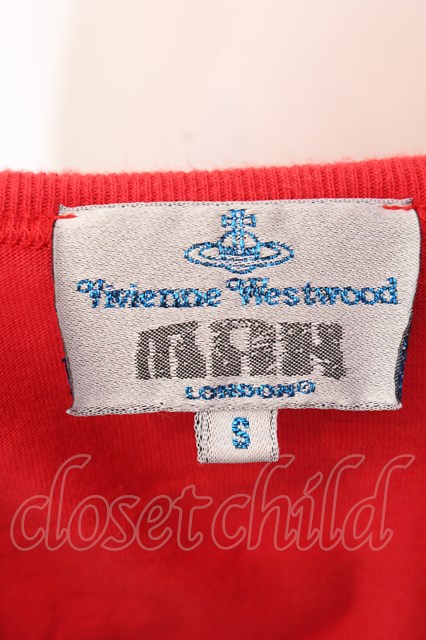 Vivienne Westwood
MAN
LONDON
S
closet child